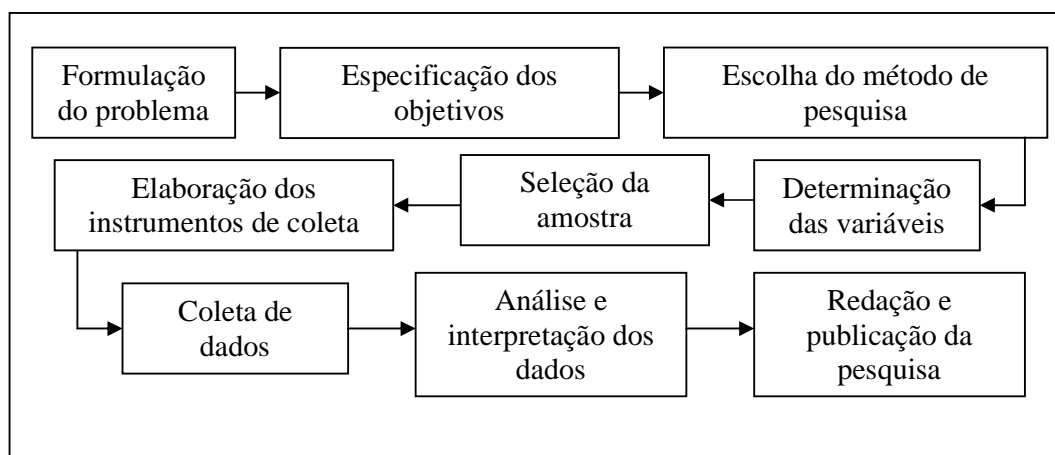 Formulação
do problema
Especificação dos
objetivos
Escolha do método de
pesquisa
Determinação
das variáveis
Seleção da
amostra
Elaboração dos
instrumentos de coleta
Coleta de
dados
Análise e
interpretação dos
dados
Redação e
publicação da
pesquisa